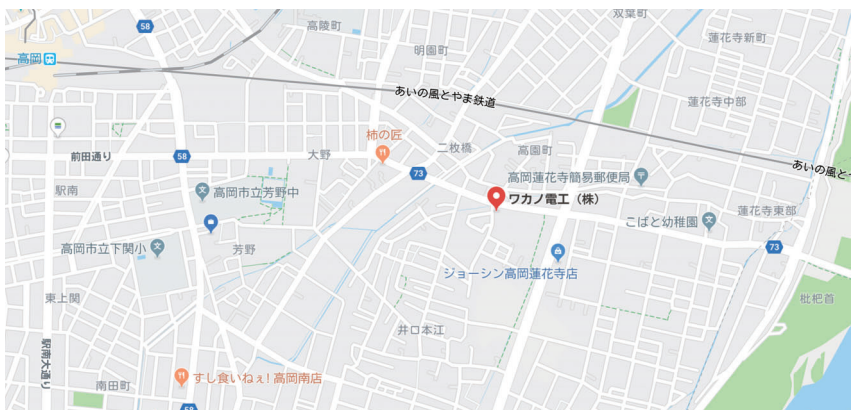 双葉町
58
高陵町
明園町
蓮花寺新町
高岡
あいの風とやま鉄道
蓮花寺中部
柿の匠
二枚橋
高園町
前田通り
58
大野
73
高岡蓮花寺簡易郵便局
あいの風と
駅南
高岡市立芳野中
ワカノ電工（株）
蓮花寺東部
こばと幼稚園
高岡市立下関小
芳野
73
ジョーシン高岡蓮花寺店
東上関
枇杷首
井口本江
駅南大通り
南田町
すし食いねぇ! 高岡南店
58